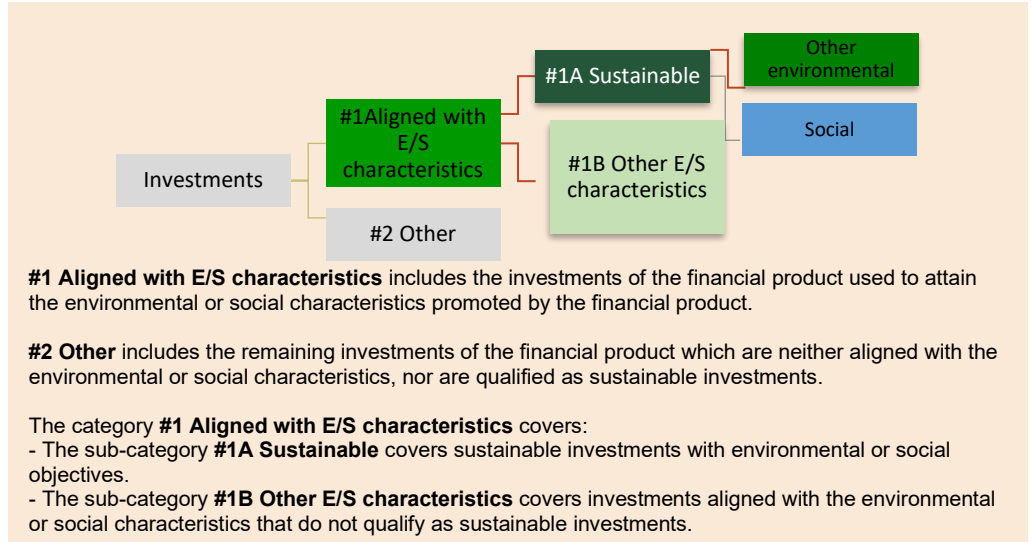 Other
environmental
#1A Sustainable
#1Aligned with
E/S
characteristics
Social
#1B Other E/S
characteristics
Investments
#2 Other
#1 Aligned with E/S characteristics includes the investments of the financial product used to attain
the environmental or social characteristics promoted by the financial product.
#2 Other includes the remaining investments of the financial product which are neither aligned with the
environmental or social characteristics, nor are qualified as sustainable investments.
The category #1 Aligned with E/S characteristics covers:
- The sub-category #1A Sustainable covers sustainable investments with environmental or social
objectives.
- The sub-category #1B Other E/S characteristics covers investments aligned with the environmental
or social characteristics that do not qualify as sustainable investments.